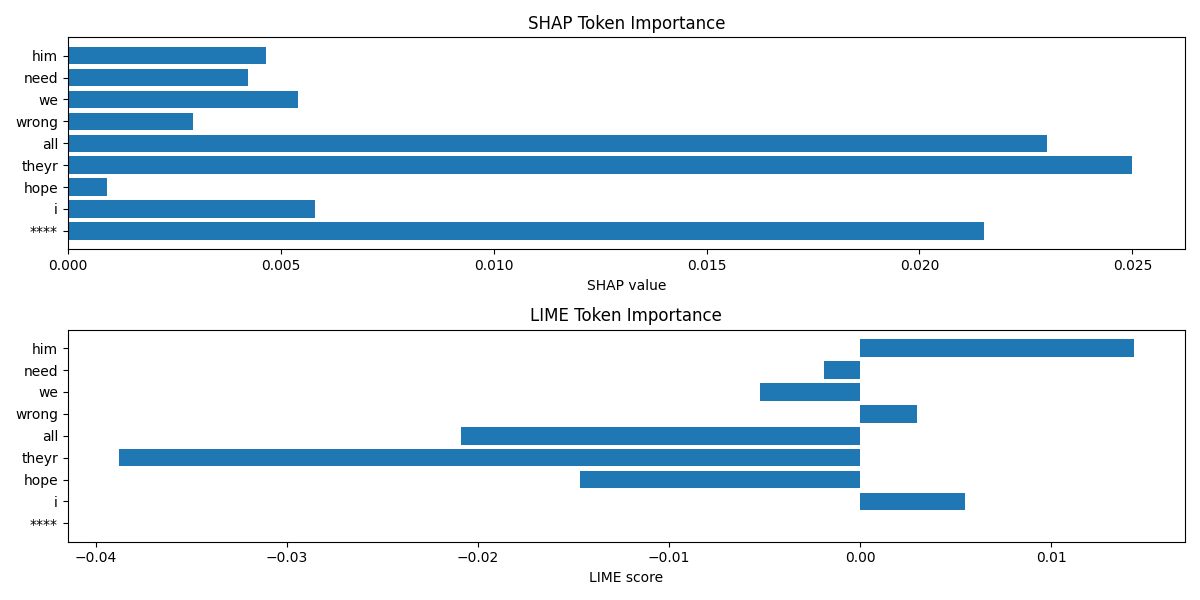 SHAP Token Importance
him
need
we
wrong
all
theyr
hope
i
****
0.000 0.005 0.010 0.015 0.020 0.025
SHAP value
LIME Token Importance
him
need
we
wrong
all
theyr
hope
i
****
−0.04 −0.03 −0.02 −0.01 0.00 0.01
LIME score